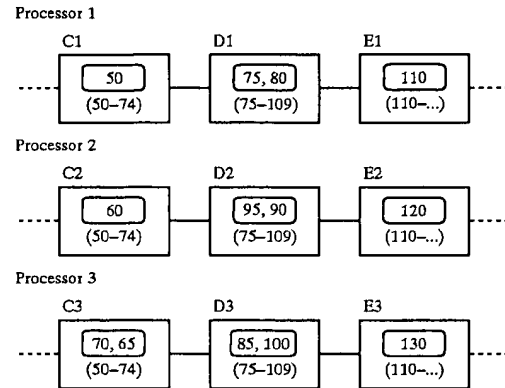 Processor 1
C1 D1 E1
50 75, 80 110
(50–74) (75–109) (110–...)
Processor 2
C2 D2 E2
60 95, 90 120
(50–74) (75–109) (110–...)
Processor 3
C3 D3 E3
70, 65 85, 100 130
(50–74) (75–109) (110–...)